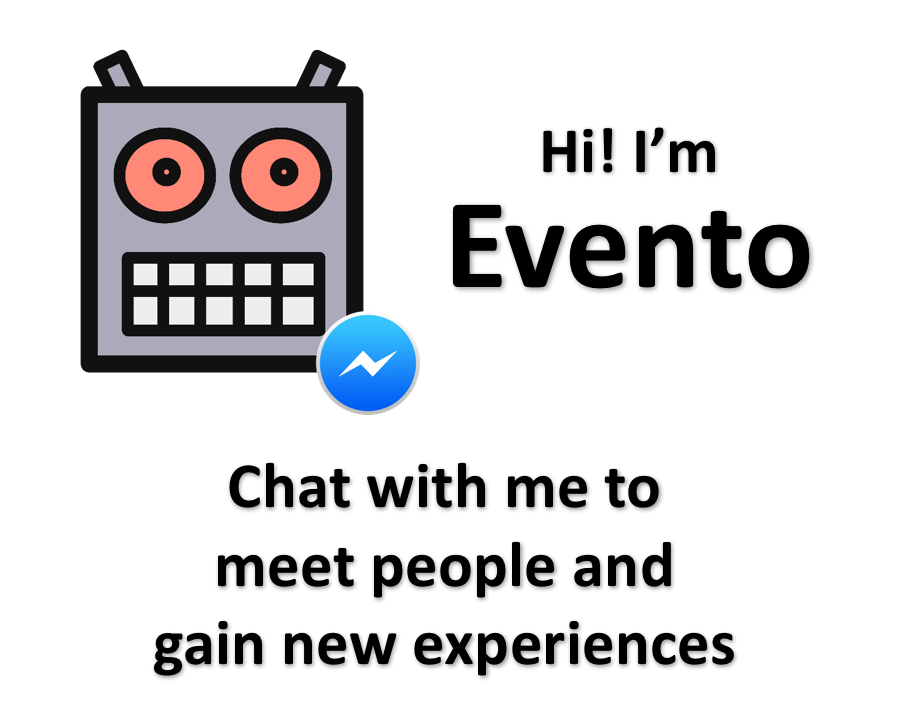 Hi! I’m
Evento
Chat with me to
meet people and
gain new experiences